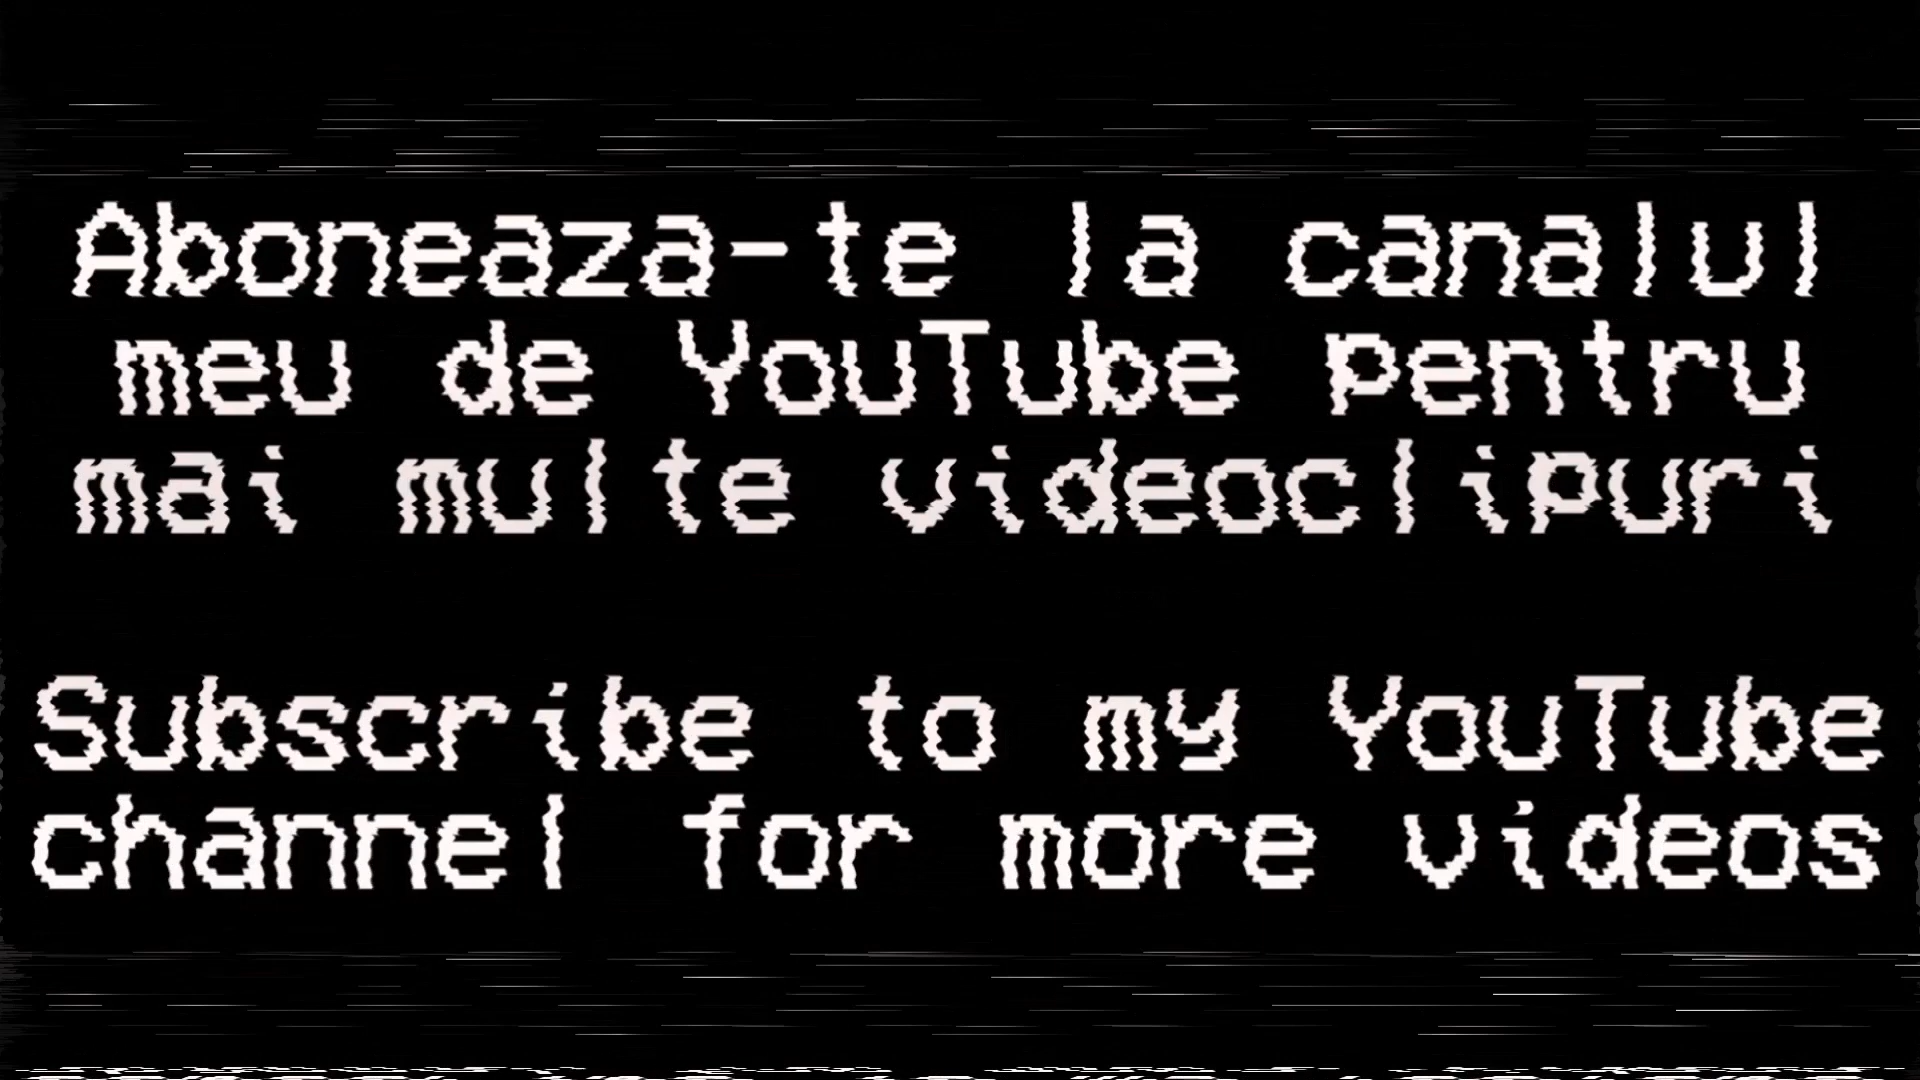 Aboneaza-te la canalul
meu de YouTube pentru
mai multe videoclipuri
Subscribe to my YouTube
channel for more videos